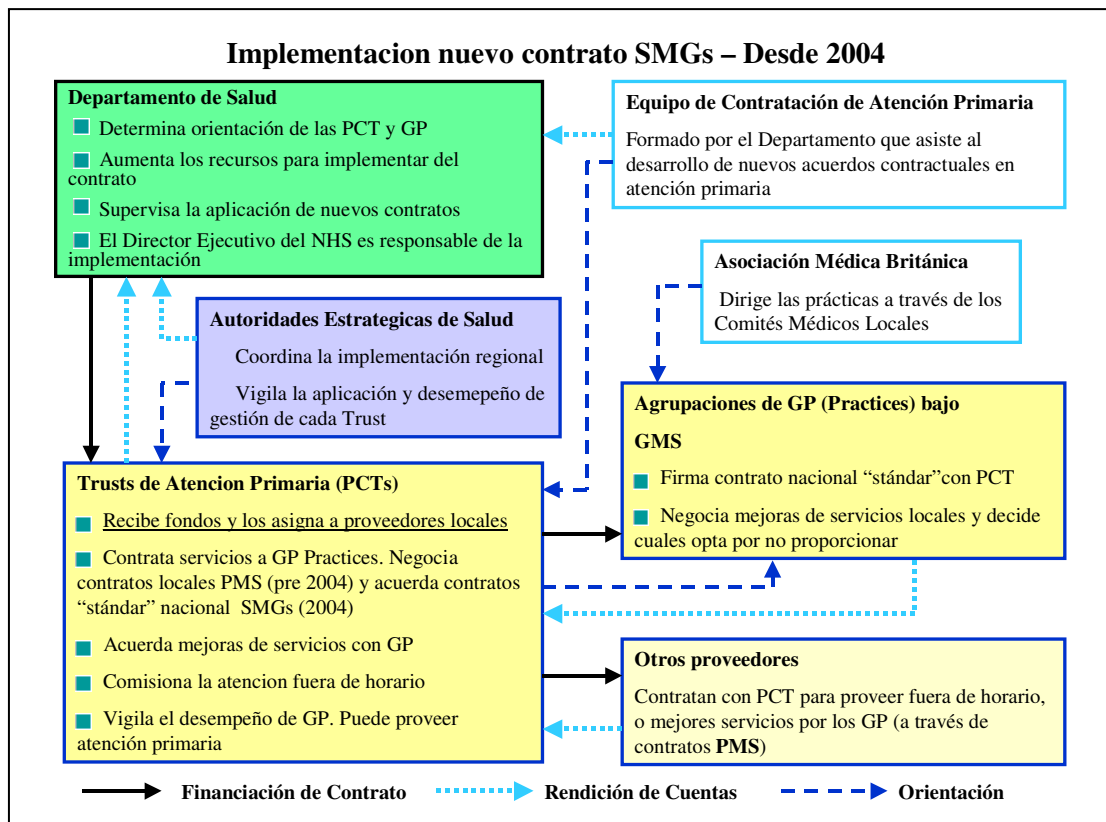 Implementacion nuevo contrato SMGs – Desde 2004
Departamento de Salud
Determina orientación de las PCT y GP
Aumenta los recursos para implementar del
contrato
Supervisa la aplicación de nuevos contratos
El Director Ejecutivo del NHS es responsable de la
implementación
Equipo de Contratación de Atención Primaria
Formado por el Departamento que asiste al
desarrollo de nuevos acuerdos contractuales en
atención primaria
Asociación Médica Británica
Dirige las prácticas a través de los
Comités Médicos Locales
Autoridades Estrategicas de Salud
Coordina la implementación regional
Vigila la aplicación y desemepeño de
gestión de cada Trust
Agrupaciones de GP (Practices) bajo
GMS
Firma contrato nacional “stándar”con PCT
Negocia mejoras de servicios locales y decide
cuales opta por no proporcionar
Trusts de Atencion Primaria (PCTs)
Recibe fondos y los asigna a proveedores locales
Contrata servicios a GP Practices. Negocia
contratos locales PMS (pre 2004) y acuerda contratos
“stándar” nacional SMGs (2004)
Acuerda mejoras de servicios con GP
Comisiona la atencion fuera de horario
Vigila el desempeño de GP. Puede proveer
atención primaria
Otros proveedores
Contratan con PCT para proveer fuera de horario,
o mejores servicios por los GP (a través de
contratos PMS)
Financiación de Contrato
Rendición de Cuentas
Orientación